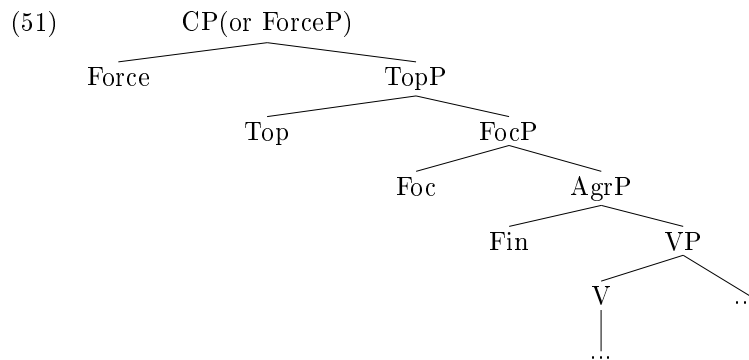 (51) CP(or ForceP)
Force TopP
Top FocP
Foc AgrP
Fin VP
V ...
...